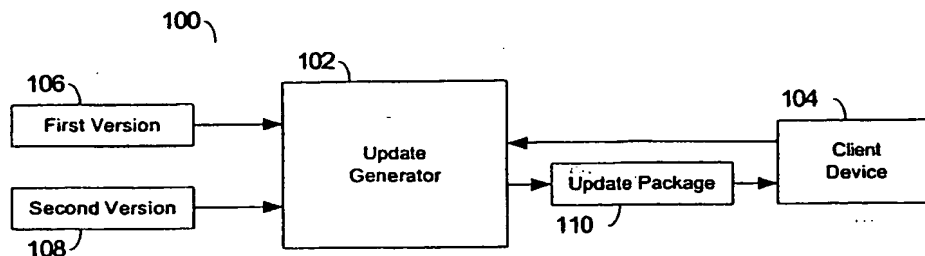 100
102
106
First Version
104
Update
Generator
Client
Device
Update Package
110
Second Version
108